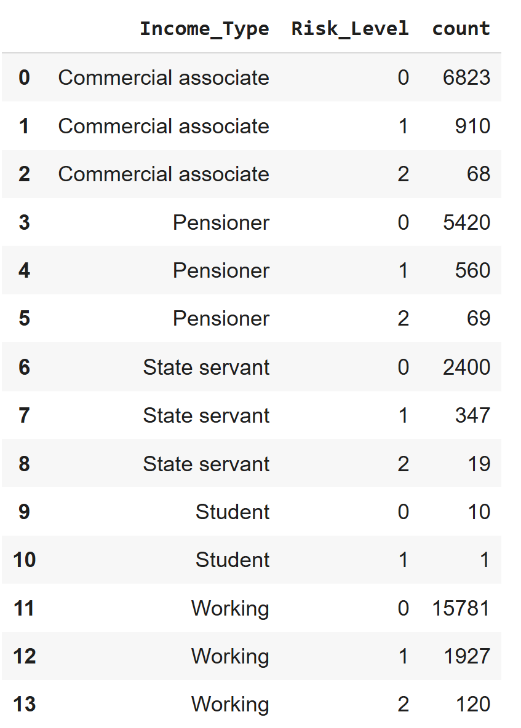 Income_Type Risk_Level count
0 Commercial associate 0 6823
1 Commercial associate 1 910
2 Commercial associate 2 68
3 Pensioner 0 5420
4 Pensioner 1 560
5 Pensioner 2 69
6 State servant 0 2400
7 State servant 1 347
8 State servant 2 19
9 Student 0 10
10 Student 1 1
11 Working 0 15781
12 Working 1 1927
13 Working 2 120